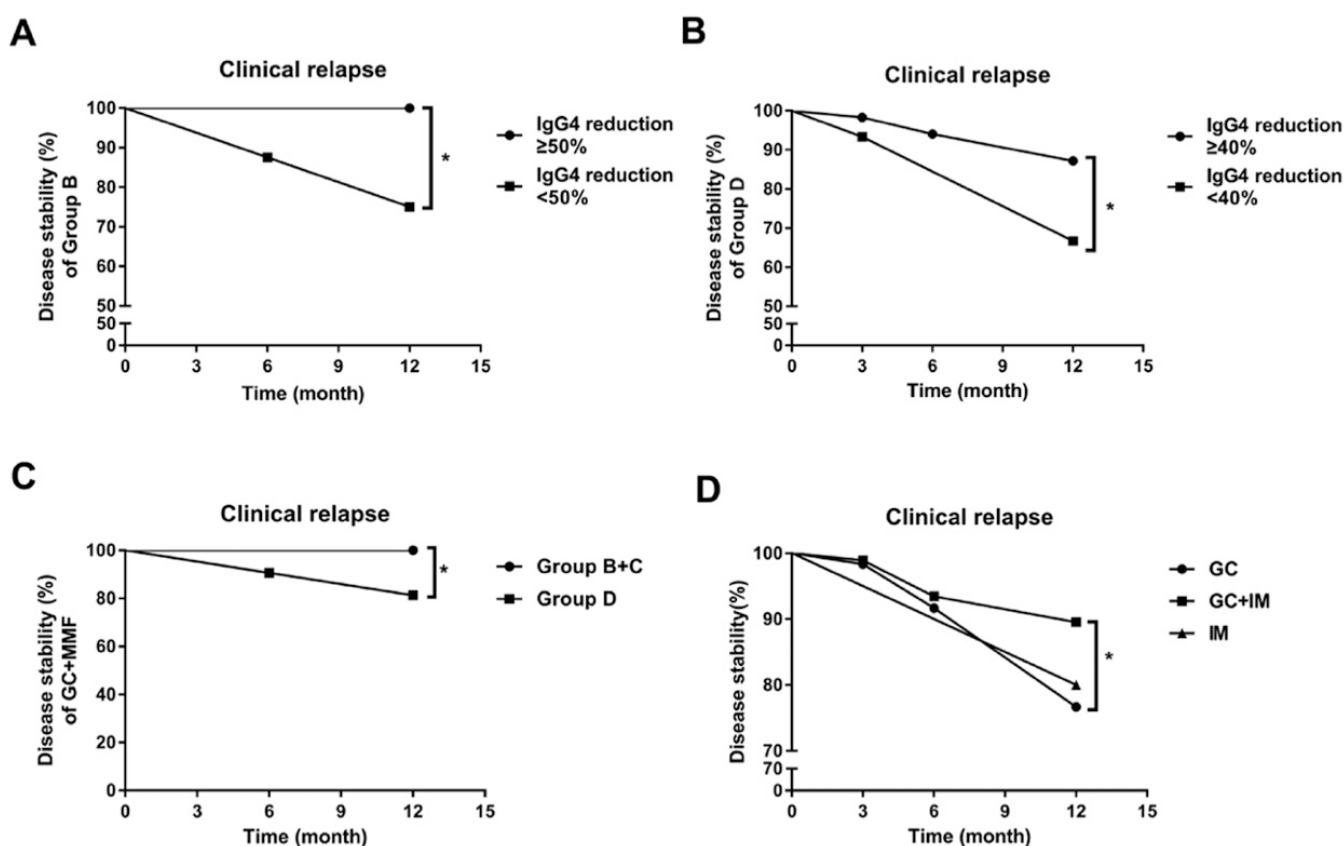 A
Clinical relapse
Disease stability (%)
of Group B
100
90
80
70
60
50
50
0
0
3
6
9
12
15
Time (month)
*
IgG4 reduction
≥50%
IgG4 reduction
<50%
B
Clinical relapse
Disease stability (%)
of Group D
100
90
80
70
60
50
50
0
0
3
6
9
12
15
Time (month)
*
IgG4 reduction
≥40%
IgG4 reduction
<40%
C
Clinical relapse
Disease stability (%)
of GC+MMF
100
80
60
40
20
0
0
3
6
9
12
15
Time (month)
*
Group B+C
Group D
D
Clinical relapse
Disease stability(%)
100
90
80
70
70
0
0
3
6
9
12
15
Time (month)
*
GC
GC+IM
IM